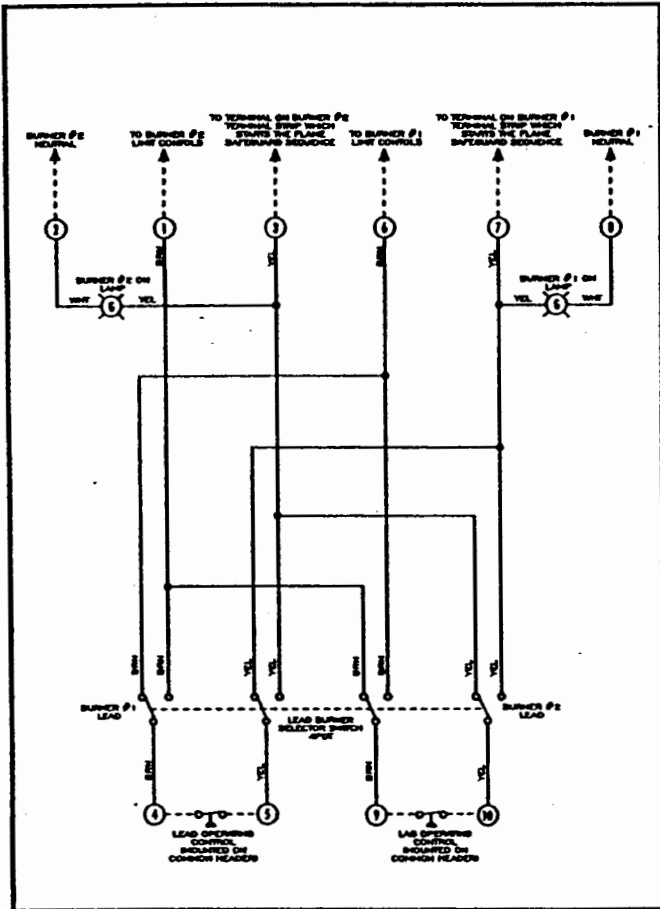 TO TERMINAL ON BURNER #2
TERMINAL STRIP WHICH
STARTS THE FLAME
SAFEGUARD SEQUENCE
TO TERMINAL ON BURNER #1
TERMINAL STRIP WHICH
STARTS THE FLAME
SAFEGUARD SEQUENCE
BURNER #2
NEUTRAL
TO BURNER #2
LIMIT CONTOLS
TO BURNER #1
LIMIT CONTOLS
BURNER #1
NEUTRAL
2
1
3
6
7
8
BRN
YEL
BRN
YEL
BURNER #2 ON
LAMP
WHT
G
YEL
BURNER #1 ON
LAMP
YEL
G
WHT
BRN
BRN
YEL
YEL
BRN
BRN
YEL
YEL
BURNER #1
LEAD
LEAD BURNER
SELECTOR SWITCH
4PDT
BURNER #2
LEAD
BRN
YEL
BRN
YEL
4
5
9
10
LEAD OPERATING
CONTROL
(MOUNTED ON
COMMON HEADER)
LAG OPERATING
CONTROL
(MOUNTED ON
COMMON HEADER)